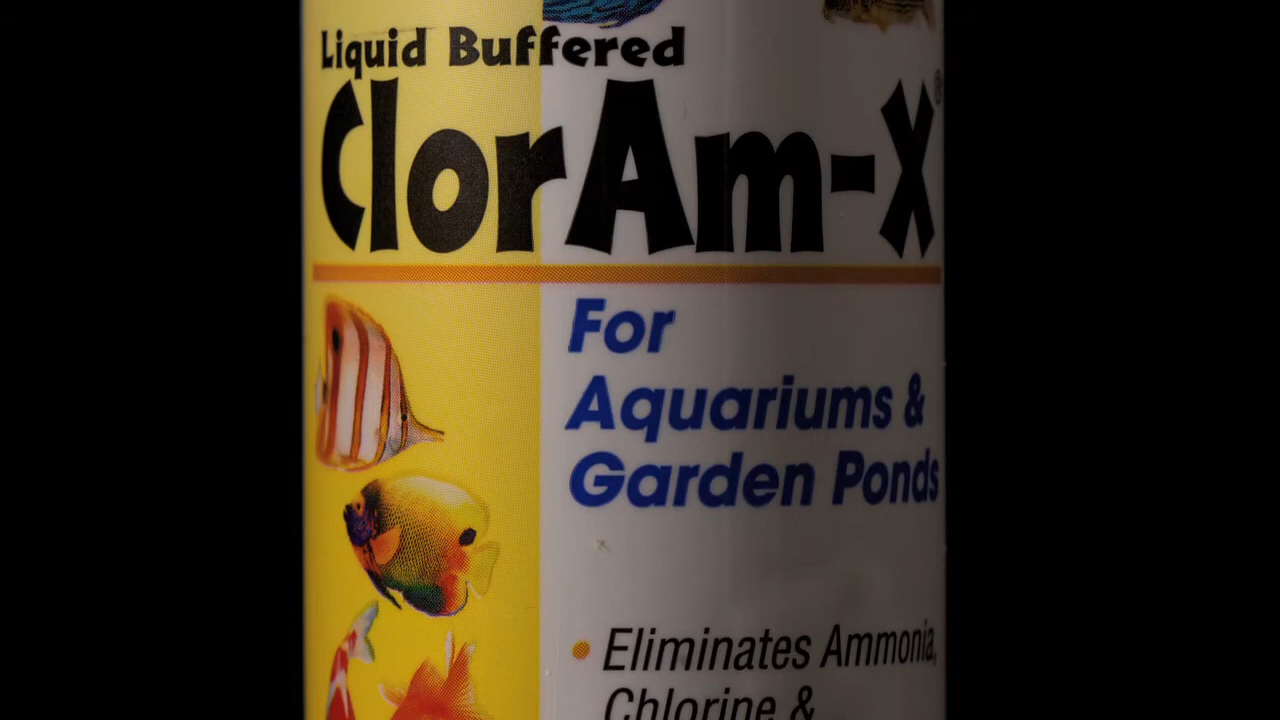 Liquid Buffered
ClorAm-X®
For
Aquariums &
Garden Ponds
• Eliminates Ammonia,
Chlorine &